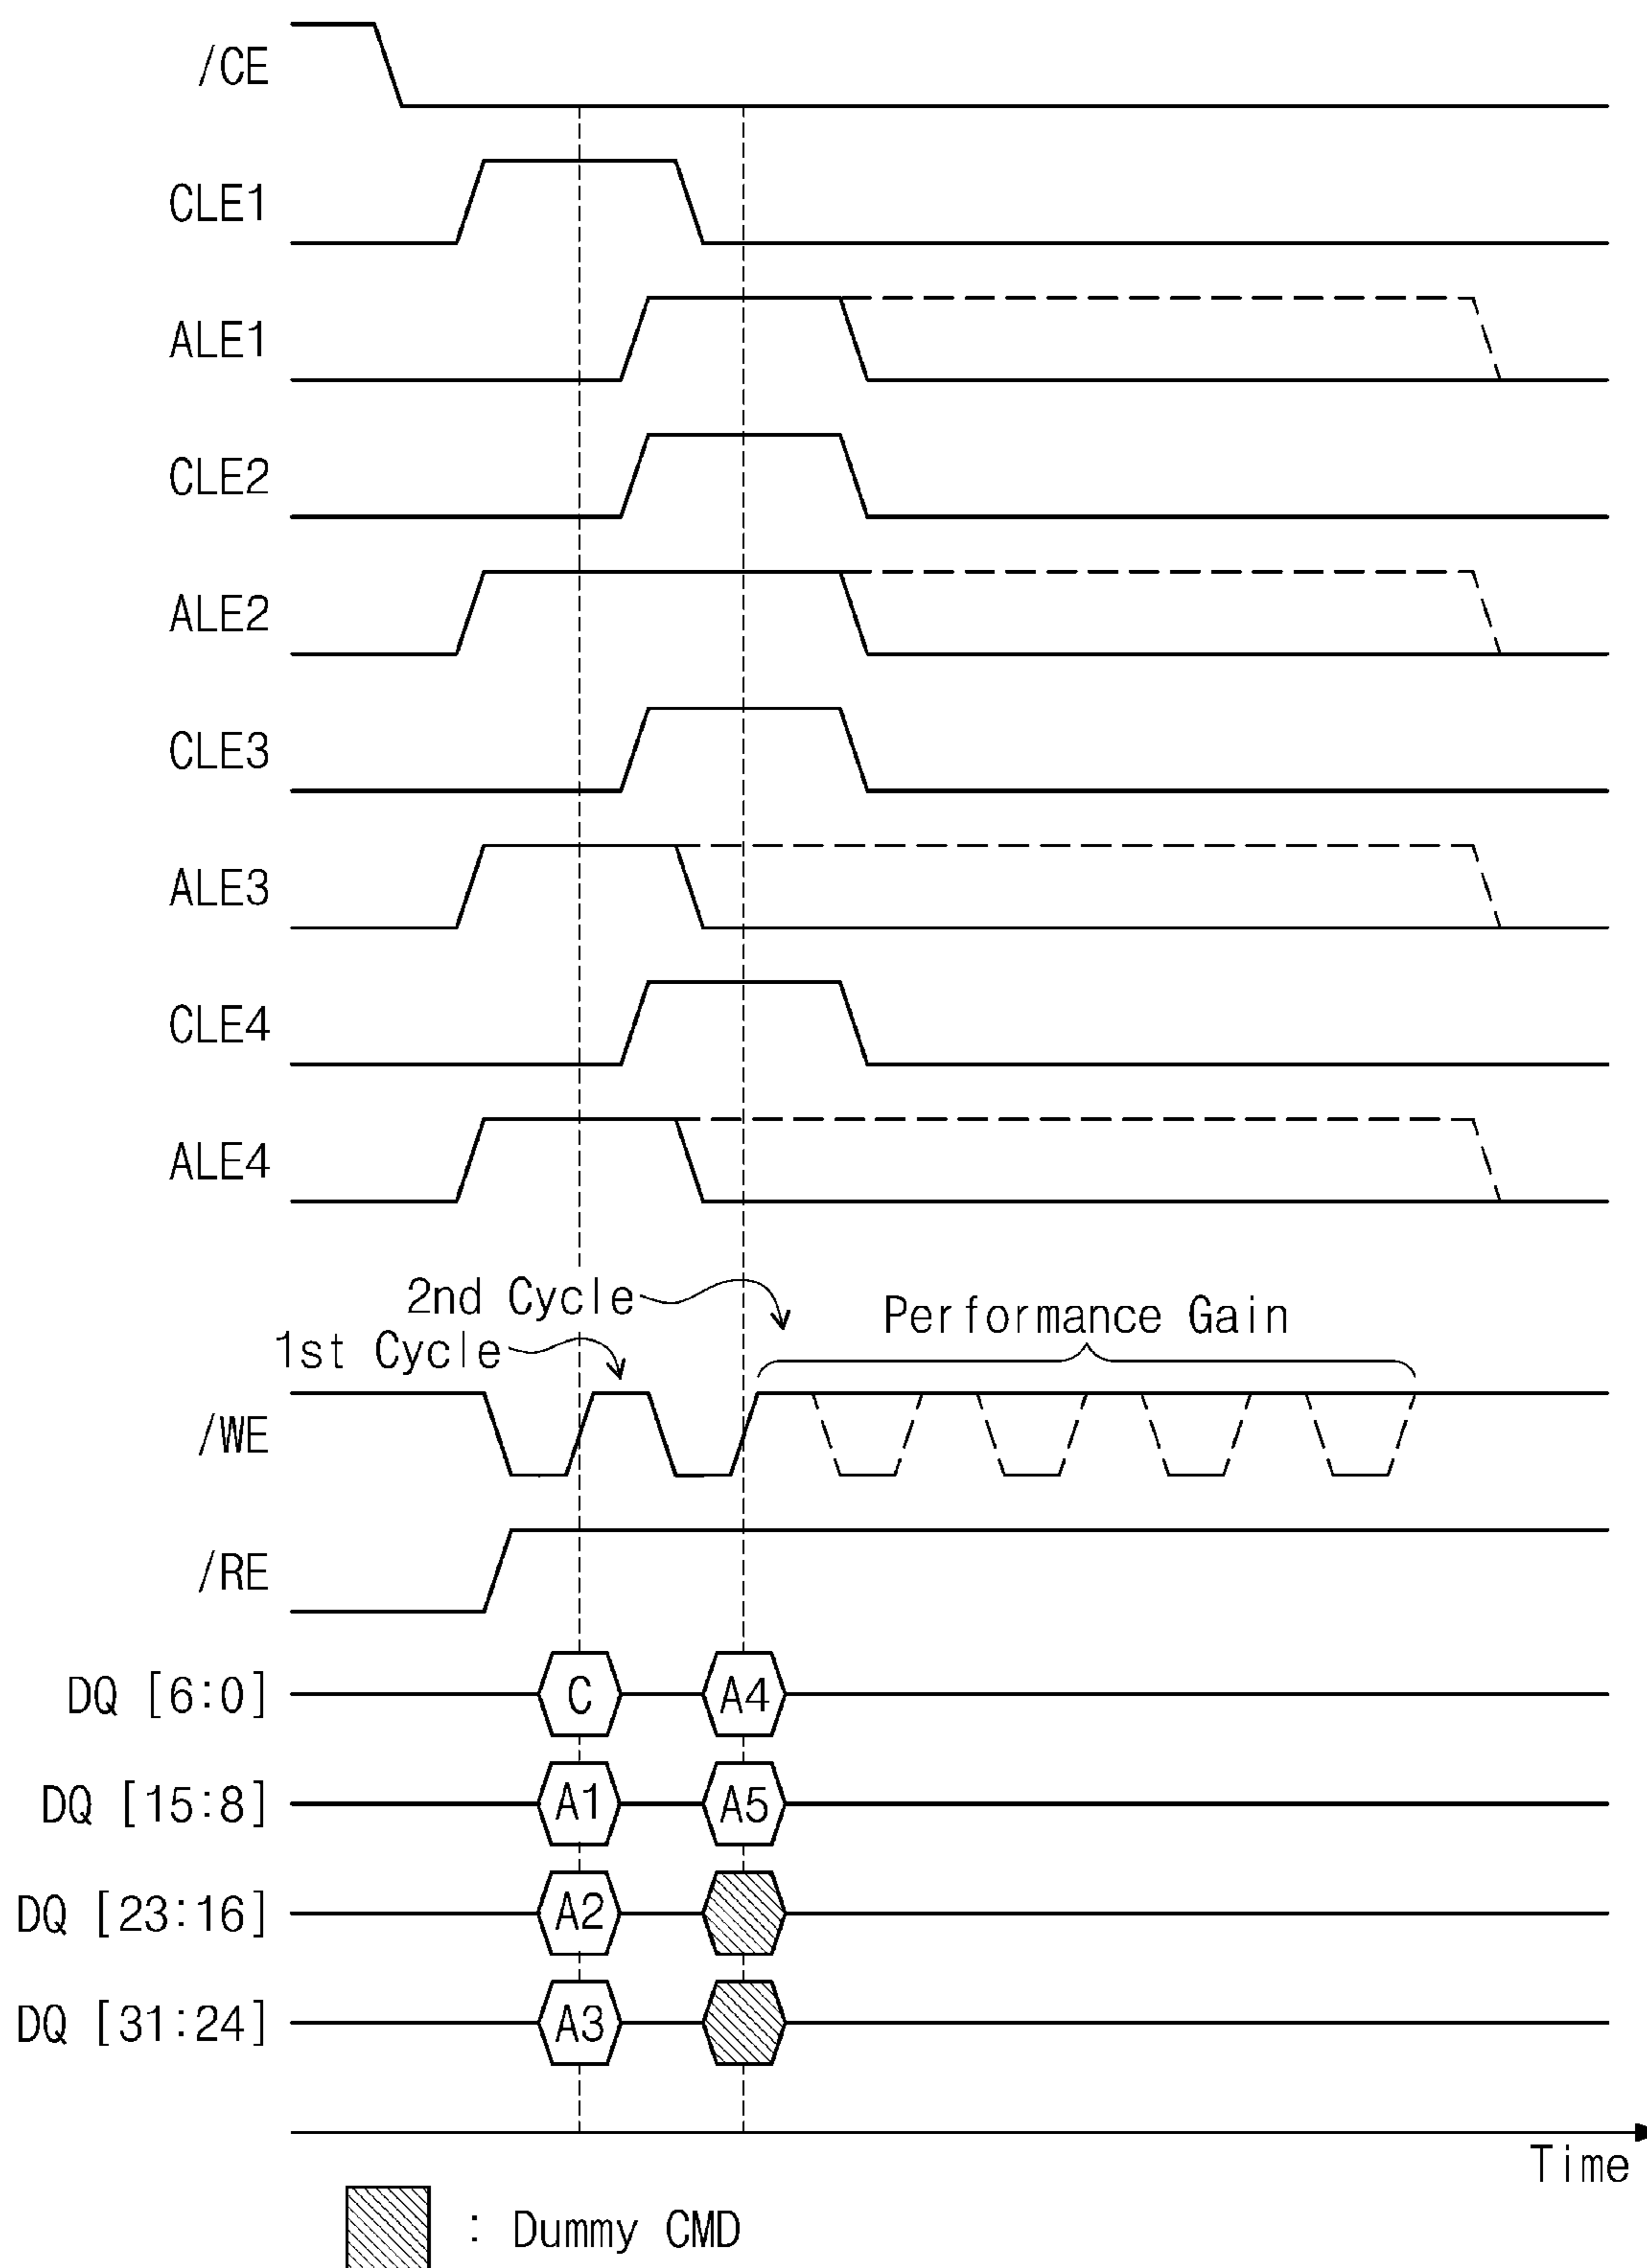 /CE
CLE1
ALE1
CLE2
ALE2
CLE3
ALE3
CLE4
ALE4
2nd Cycle
Performance Gain
1st Cycle
/WE
/RE
DQ [6:0] C A4
DQ [15:8] A1 A5
DQ [23:16] A2
DQ [31:24] A3
Time
: Dummy CMD